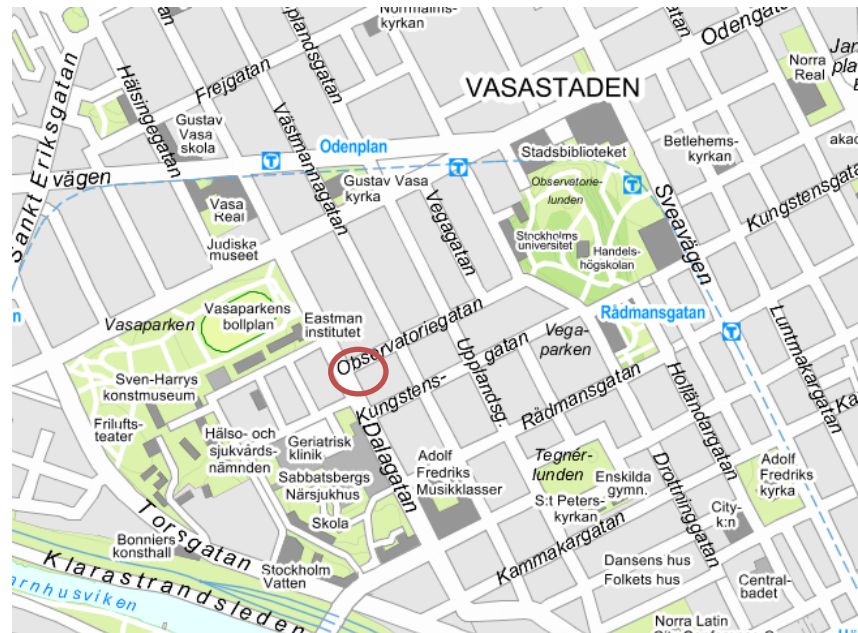 Norrmalms-
kyrkan
Odengatan
Upplandsgatan
Sankt Eriksgatan
Hälsingegatan
Frejgatan
VASASTADEN
Norra
Real
Gustav
Vasa
skola
Västmannagatan
Odenplan
Stadsbiblioteket
Betlehems-
kyrkan
vägen
Gustav Vasa
kyrka
Observatorie-
lunden
Sveavägen
Kungstensgatan
Vasa
Real
Vegagatan
Stockholms
universitet
Handels-
högskolan
Judiska
museet
Vasaparken
Vasaparkens
bollplan
Eastman
institutet
Observatoriegatan
Rådmansgatan
Luntmakargatan
Vega-
parken
Kungstens-
gatan
Upplandsg.
Sven-Harrys
konstmuseum
Rådmansgatan
Holländargatan
Frilufts-
teater
Hälso- och
sjukvårds-
nämnden
Geriatrisk
klinik
Dalagatan
Sabbatsbergs
Närsjukhus
Adolf
Fredriks
Musikklasser
Tegnér-
lunden
Enskilda
gymn.
Drottninggatan
Adolf
Fredriks
kyrka
Skola
S:t Peters-
kyrkan
City-
k:n
Torsgatan
Bonniers
konsthall
Kammakargatan
Klarastrandsleden
Stockholm
Vatten
Dansens hus
Folkets hus
Central-
badet
Norra Latin